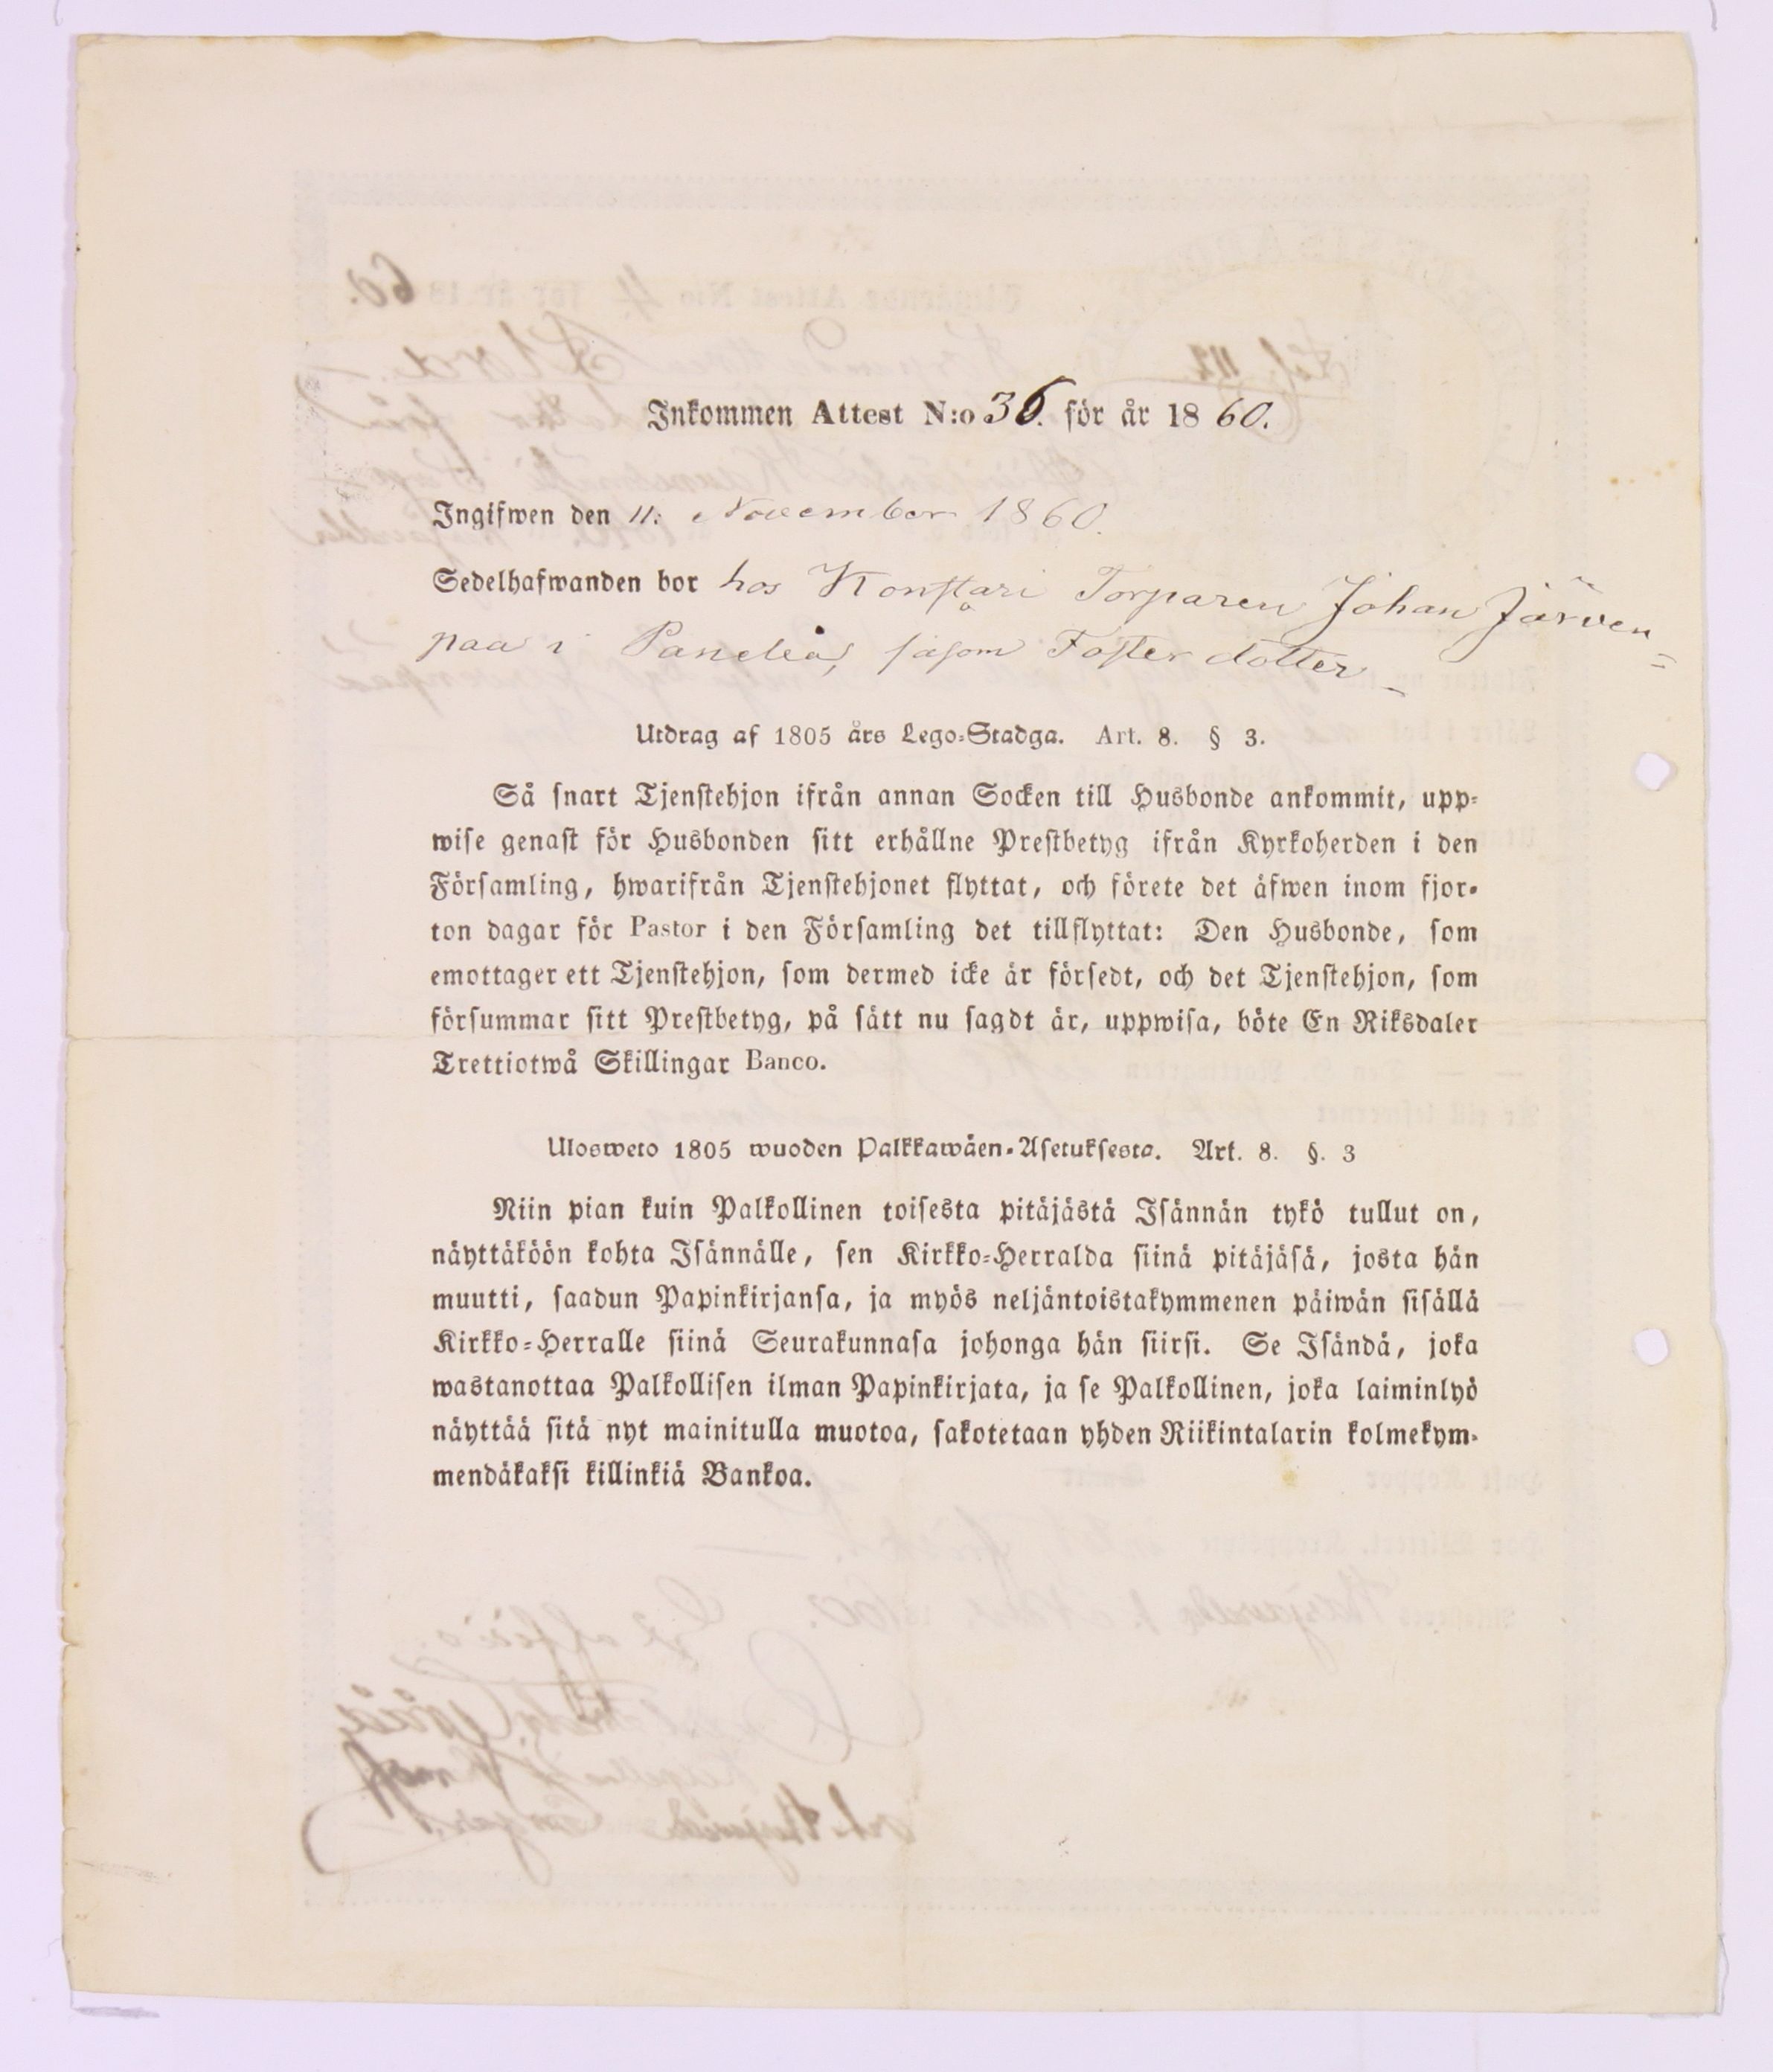 Inkommen Attest N:o 36. för år 18 60.
Ingifwen den 11. November 1860.
Sedelhafwanden bor hos Konstari Torparen Johan Järven=
paa i Panelia, såsom Foster dotter
Utdrag af 1805 års Lego-Stadga. Art. 8. § 3.
Så snart Tjenstehjon ifrån annan Socken till Husbonde ankommit, upp-
wise genast för Husbonden sitt erhållne Prestbetyg ifrån Kyrkoherden i den
Församling, hwarifrån Tjenstehjonet flyttat, och förete det äfwen inom fjor-
ton dagar för Pastor i den Församling det tillflyttat: Den Husbonde, som
emottager ett Tjenstehjon, som dermed icke är försedt, och det Tjenstehjon, som
försummar sitt Prestbetyg, på sätt nu sagdt är, uppwisa, böte En Riksdaler
Trettiotwå Skillingar Banco.
Ulosweto 1805 wuoden Palkkawäen-Asetuksesta. Art. 8. §. 3
Niin pian kuin Palkollinen toisesta pitäjästä Isännän tykö tullut on,
näyttäköön kohta Isännälle, sen Kirkko-Herralda siinä pitäjäsä, josta hän
muutti, saadun Papinkirjansa, ja myös neljäntoistakymmenen päiwän sisällä
Kirkko-Herralle siinä Seurakunnasa johonga hän siirsi. Se Isändä, joka
wastanottaa Palkollisen ilman Papinkirjata, ja se Palkollinen, joka laiminlyö
näyttää sitä nyt mainitulla muotoa, sakotetaan yhden Riikintalarin kolmekym-
mendäkaksi killinkiä Bankoa.